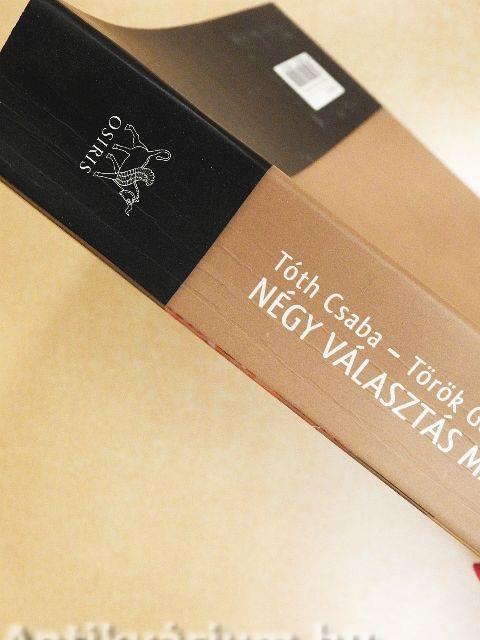 OSIRIS
Tóth Csaba – Török
NÉGY VÁLASZTÁS